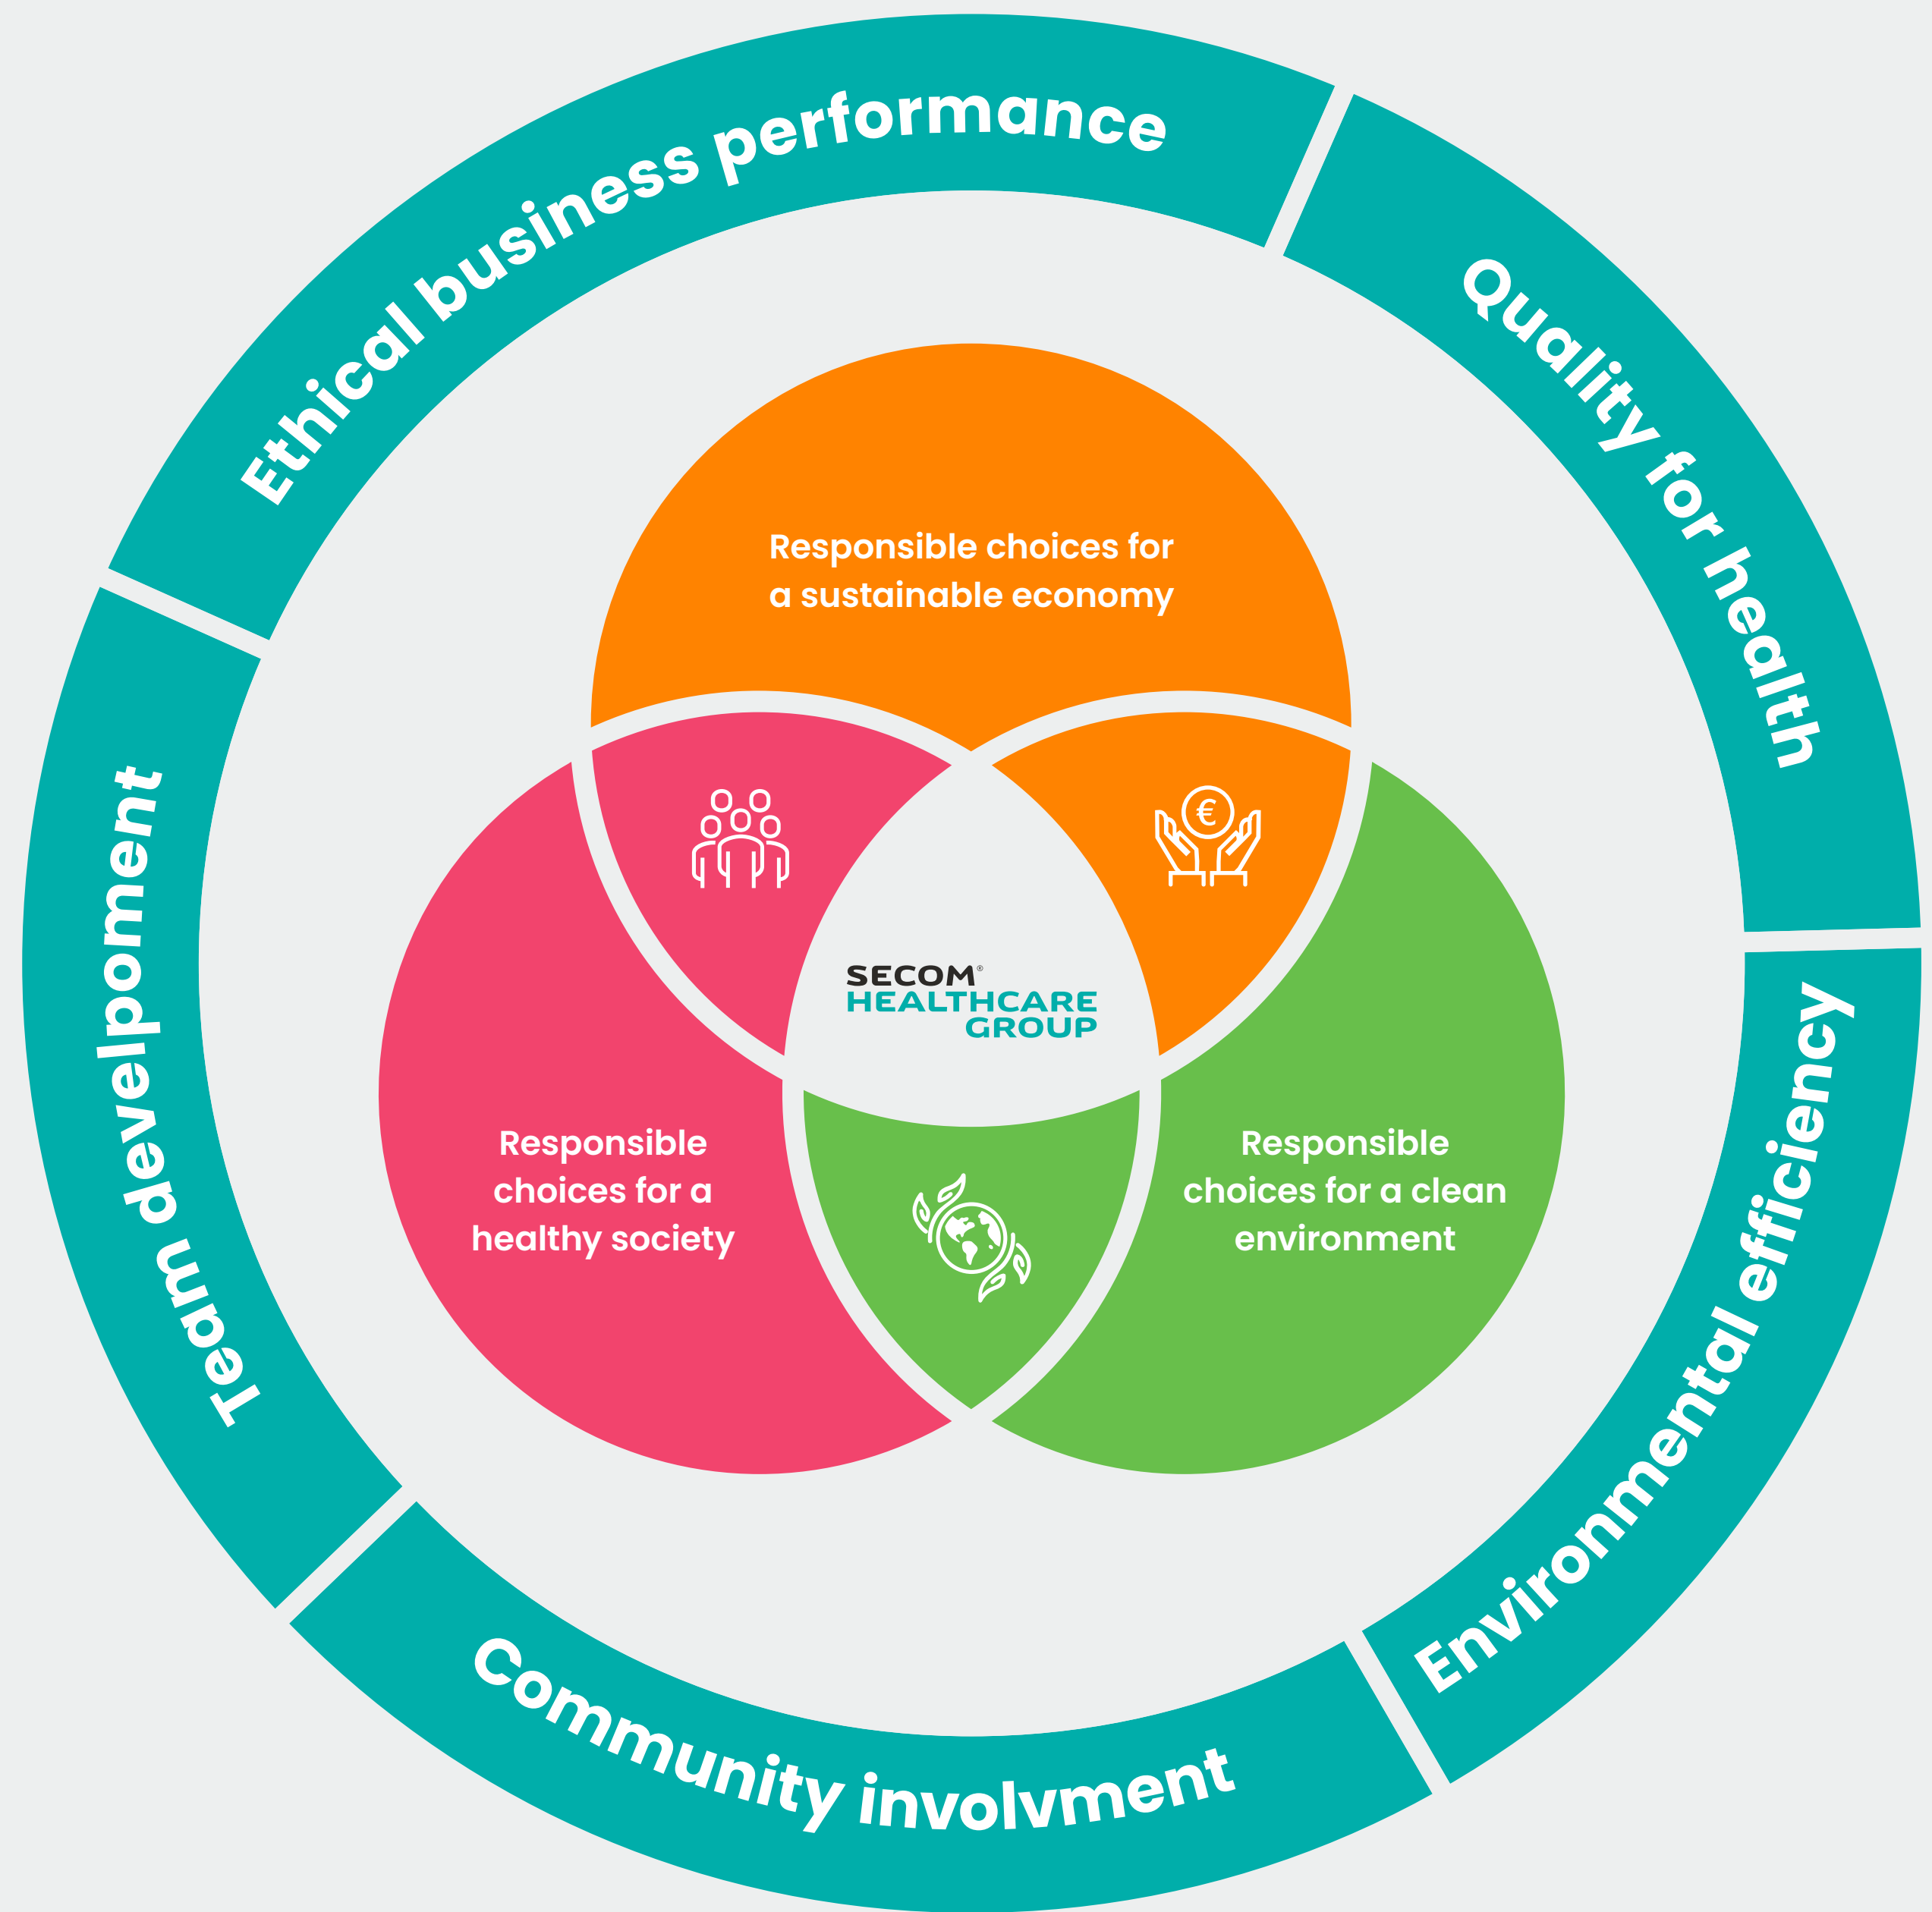 Ethical business performance
Quality for health
Responsible choices for
a sustainable economy
€
SECOM®
HEALTHCARE
GROUP
Team develpoment
Responsible
choices for a
healthy society
Responsible
choices for a clean
environment
Environmental efficiency
Community involvment